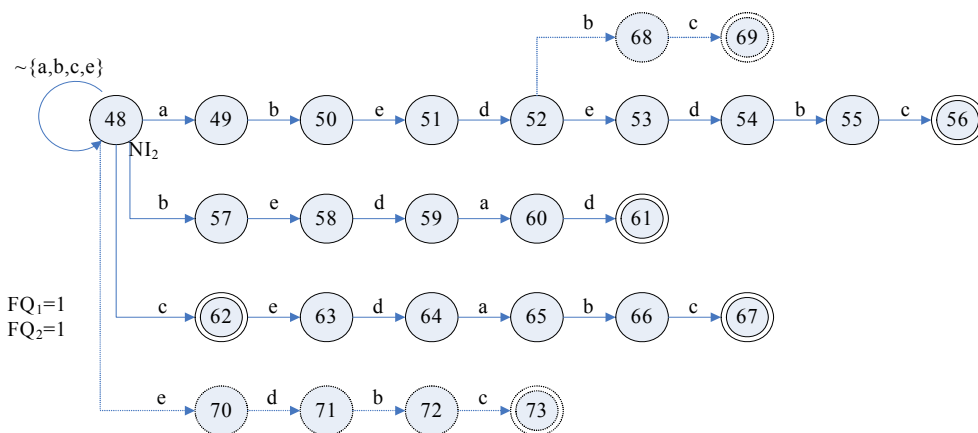 b c
68 69
~{a,b,c,e}
a b e d e d b c
48 49 50 51 52 53 54 55 56
NI₂
b e d a d
57 58 59 60 61
FQ₁=1
c e d a b c
62 63 64 65 66 67
FQ₂=1
e d b c
70 71 72 73